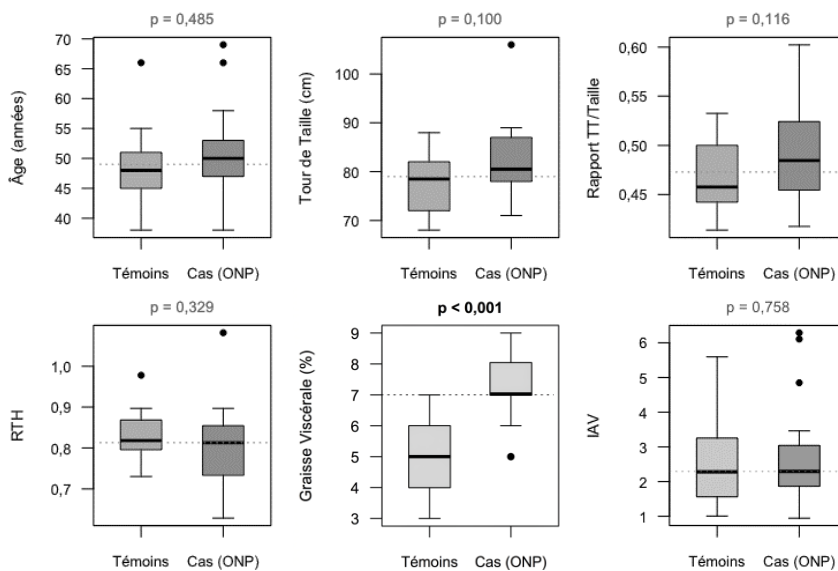 p = 0,485
Âge (années)
70
65
60
55
50
45
40
Témoins Cas (ONP)
p = 0,100
Tour de Taille (cm)
100
90
80
70
Témoins Cas (ONP)
p = 0,116
Rapport TT/Taille
0,60
0,55
0,50
0,45
Témoins Cas (ONP)
p = 0,329
RTH
1,0
0,9
0,8
0,7
Témoins Cas (ONP)
p < 0,001
Graisse Viscérale (%)
9
8
7
6
5
4
3
Témoins Cas (ONP)
p = 0,758
IAV
6
5
4
3
2
1
Témoins Cas (ONP)